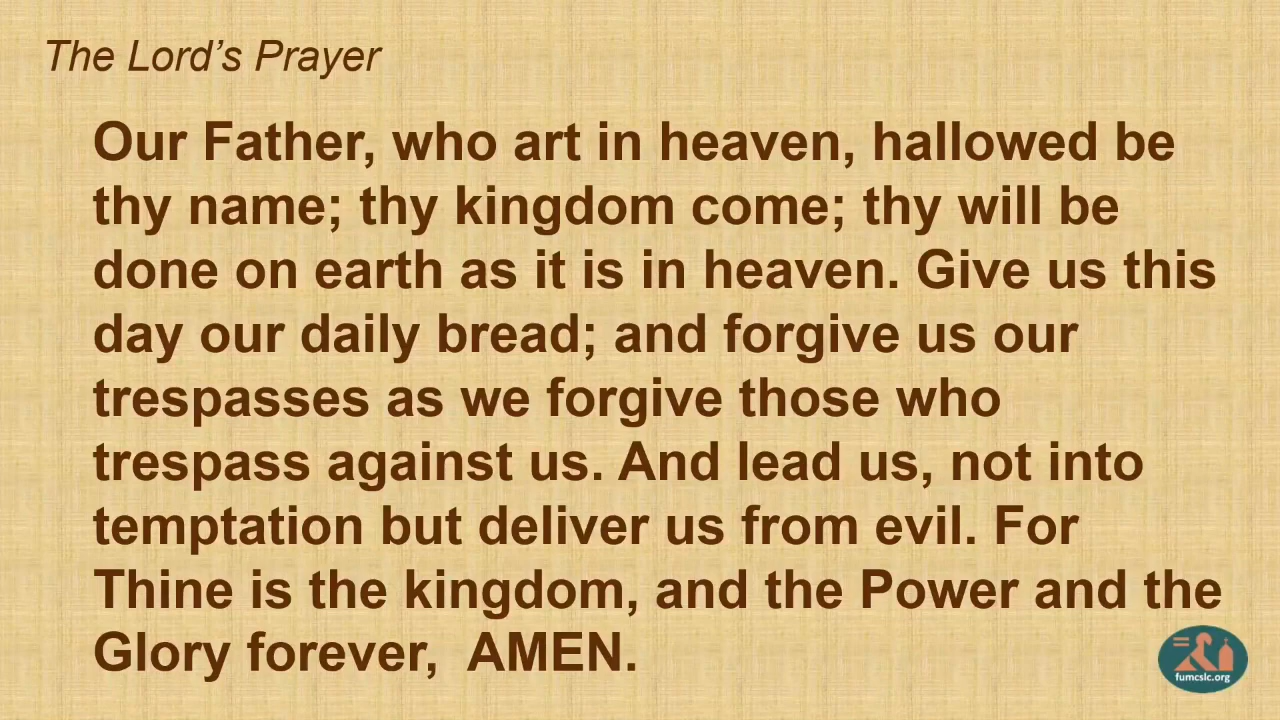 The Lord’s Prayer
Our Father, who art in heaven, hallowed be
thy name; thy kingdom come; thy will be
done on earth as it is in heaven. Give us this
day our daily bread; and forgive us our
trespasses as we forgive those who
trespass against us. And lead us, not into
temptation but deliver us from evil. For
Thine is the kingdom, and the Power and the
Glory forever,  AMEN.
fumcslc.org